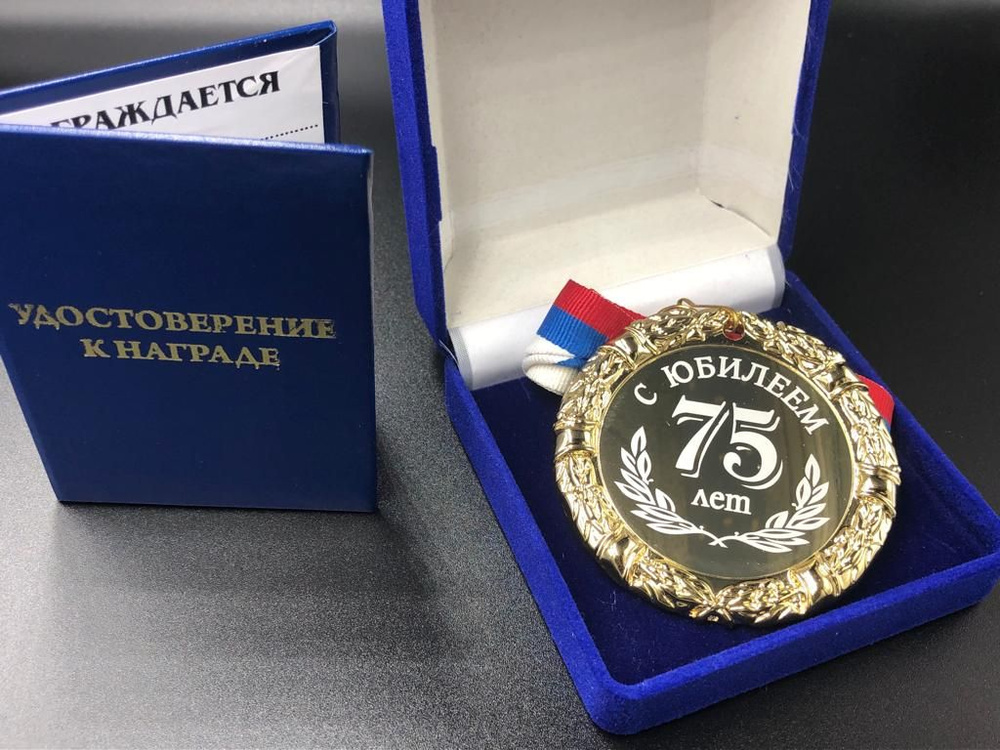 ГРАЖДАЕТСЯ
УДОСТОВЕРЕНИЕ
К НАГРАДЕ
С ЮБИЛЕЕМ
75
лет